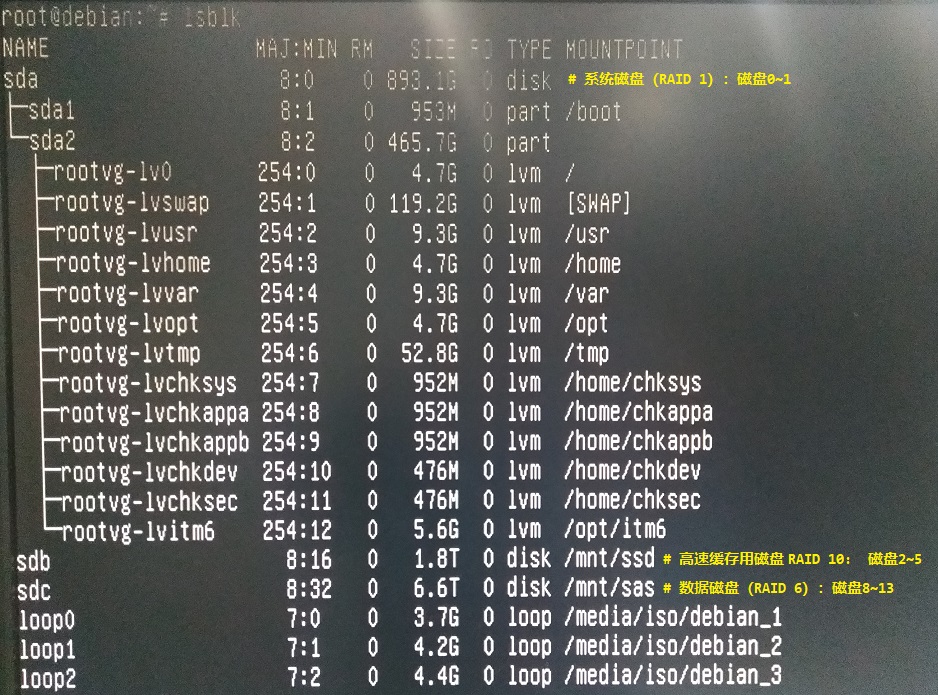 root@debian:~# lsblk
NAME MAJ:MIN RM SIZE RO TYPE MOUNTPOINT
sda 8:0 0 893.1G 0 disk # 系统磁盘 (RAID 1) : 磁盘0~1
├─sda1 8:1 0 953M 0 part /boot
└─sda2 8:2 0 465.7G 0 part
├─rootvg-lv0 254:0 0 4.7G 0 lvm /
├─rootvg-lvswap 254:1 0 119.2G 0 lvm [SWAP]
├─rootvg-lvusr 254:2 0 9.3G 0 lvm /usr
├─rootvg-lvhome 254:3 0 4.7G 0 lvm /home
├─rootvg-lvvar 254:4 0 9.3G 0 lvm /var
├─rootvg-lvopt 254:5 0 4.7G 0 lvm /opt
├─rootvg-lvtmp 254:6 0 52.8G 0 lvm /tmp
├─rootvg-lvchksys 254:7 0 952M 0 lvm /home/chksys
├─rootvg-lvchkappa 254:8 0 952M 0 lvm /home/chkappa
├─rootvg-lvchkappb 254:9 0 952M 0 lvm /home/chkappb
├─rootvg-lvchkdev 254:10 0 476M 0 lvm /home/chkdev
├─rootvg-lvchksec 254:11 0 476M 0 lvm /home/chksec
└─rootvg-lvitm6 254:12 0 5.6G 0 lvm /opt/itm6
sdb 8:16 0 1.8T 0 disk /mnt/ssd # 高速缓存用磁盘 RAID 10: 磁盘2~5
sdc 8:32 0 6.6T 0 disk /mnt/sas # 数据磁盘 (RAID 6) : 磁盘8~13
loop0 7:0 0 3.7G 0 loop /media/iso/debian_1
loop1 7:1 0 4.2G 0 loop /media/iso/debian_2
loop2 7:2 0 4.4G 0 loop /media/iso/debian_3